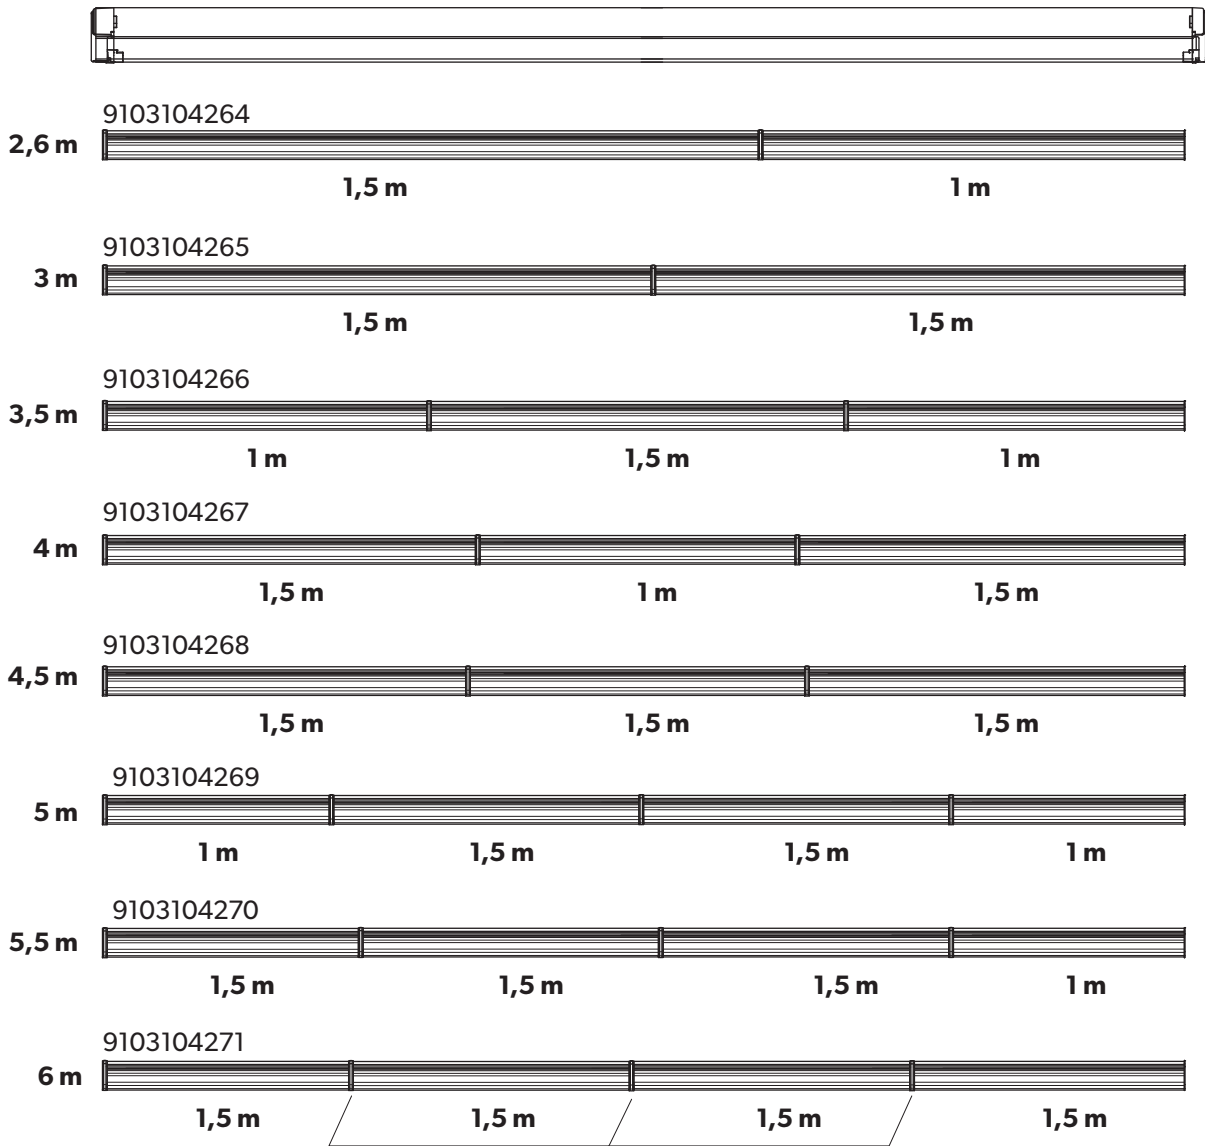 9103104264
2,6 m
1,5 m 1 m
9103104265
3 m
1,5 m 1,5 m
9103104266
3,5 m
1 m 1,5 m 1 m
9103104267
4 m
1,5 m 1 m 1,5 m
9103104268
4,5 m
1,5 m 1,5 m 1,5 m
9103104269
5 m
1 m 1,5 m 1,5 m 1 m
9103104270
5,5 m
1,5 m 1,5 m 1,5 m 1 m
9103104271
6 m
1,5 m 1,5 m 1,5 m 1,5 m